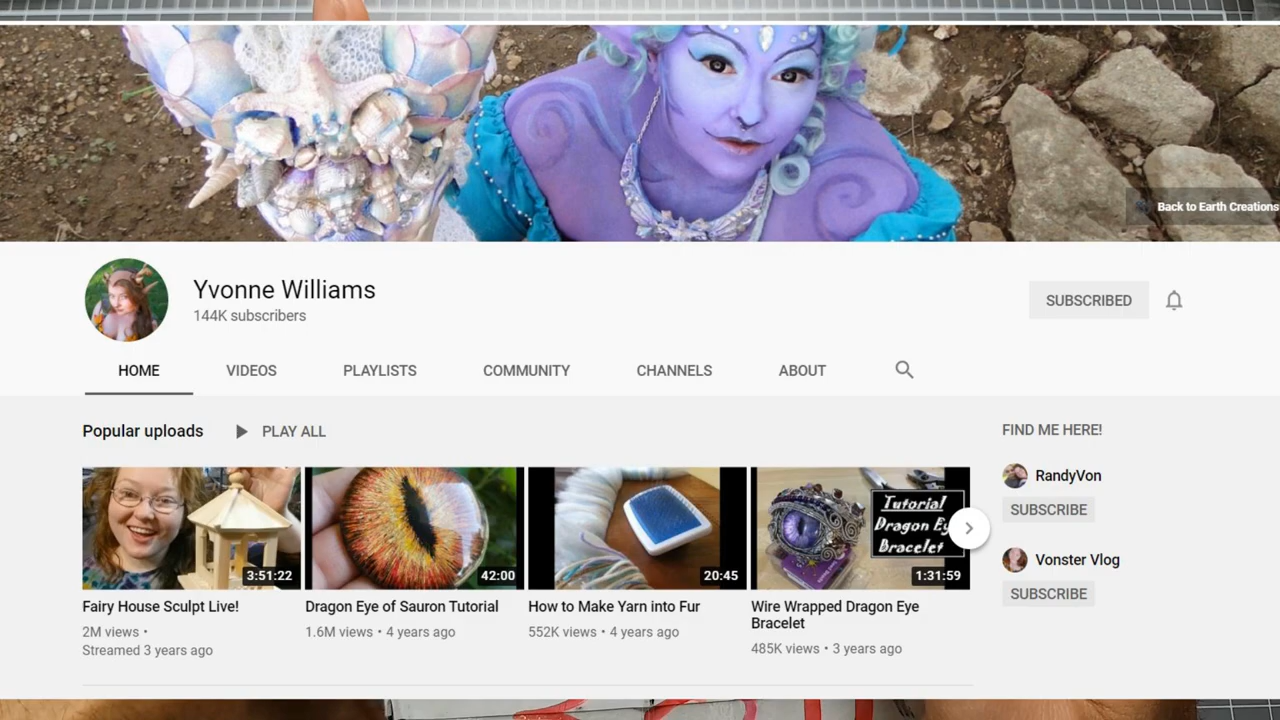 Back to Earth Creations
Yvonne Williams
144K subscribers
SUBSCRIBED
HOME
VIDEOS
PLAYLISTS
COMMUNITY
CHANNELS
ABOUT
Popular uploads
PLAY ALL
3:51:22
Fairy House Sculpt Live!
2M views •
Streamed 3 years ago
42:00
Dragon Eye of Sauron Tutorial
1.6M views • 4 years ago
20:45
How to Make Yarn into Fur
552K views • 4 years ago
Tutorial
Dragon Ey
Bracelet
1:31:59
Wire Wrapped Dragon Eye
Bracelet
485K views • 3 years ago
FIND ME HERE!
RandyVon
SUBSCRIBE
Vonster Vlog
SUBSCRIBE